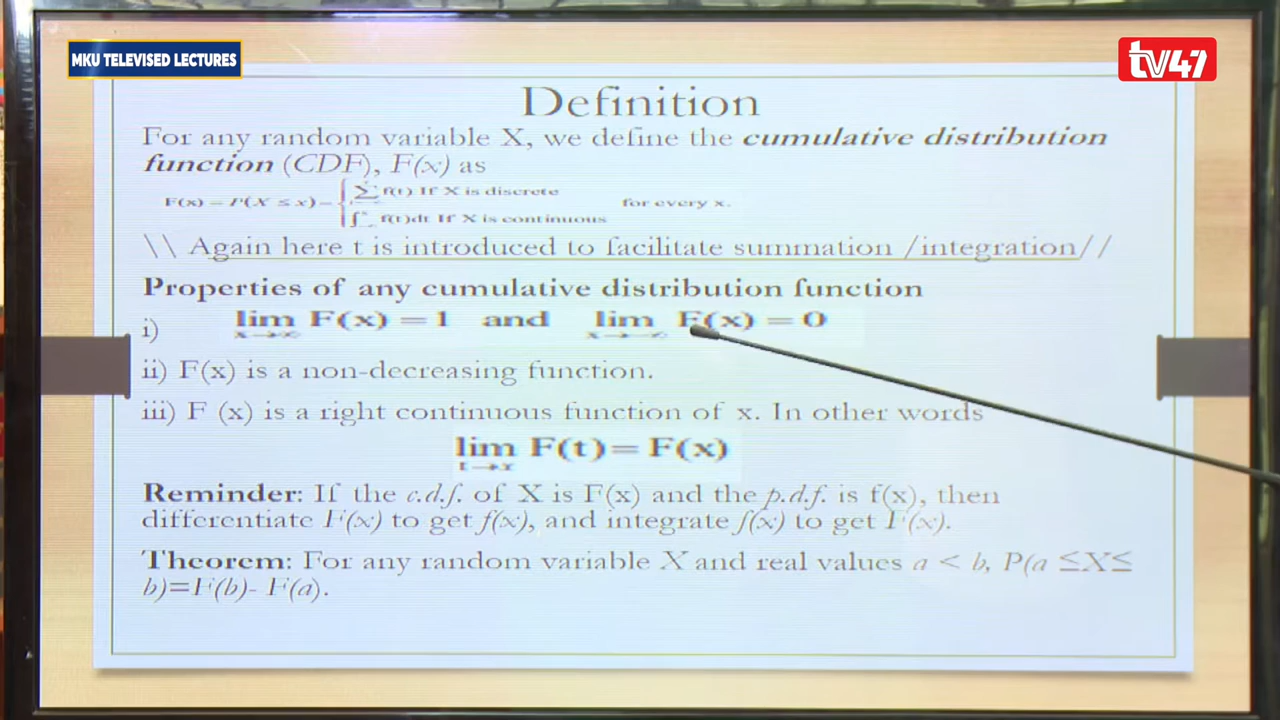 MKU TELEVISED LECTURES
tv47
Definition
For any random variable X, we define the cumulative distribution
function (CDF), F(x) as
F(x) = P(X ≤ x) = { ∑ f(t) If X is discrete
∫ f(t)dt If X is continuous
for every x.
\\ Again here t is introduced to facilitate summation /integration//
Properties of any cumulative distribution function
i) lim x→∞ F(x) = 1 and lim x→-∞ F(x) = 0
ii) F(x) is a non-decreasing function.
iii) F (x) is a right continuous function of x. In other words
lim t→x F(t) = F(x)
Reminder: If the c.d.f. of X is F(x) and the p.d.f. is f(x), then
differentiate F(x) to get f(x), and integrate f(x) to get F(x).
Theorem: For any random variable X and real values a < b, P(a ≤X≤
b)=F(b)- F(a).